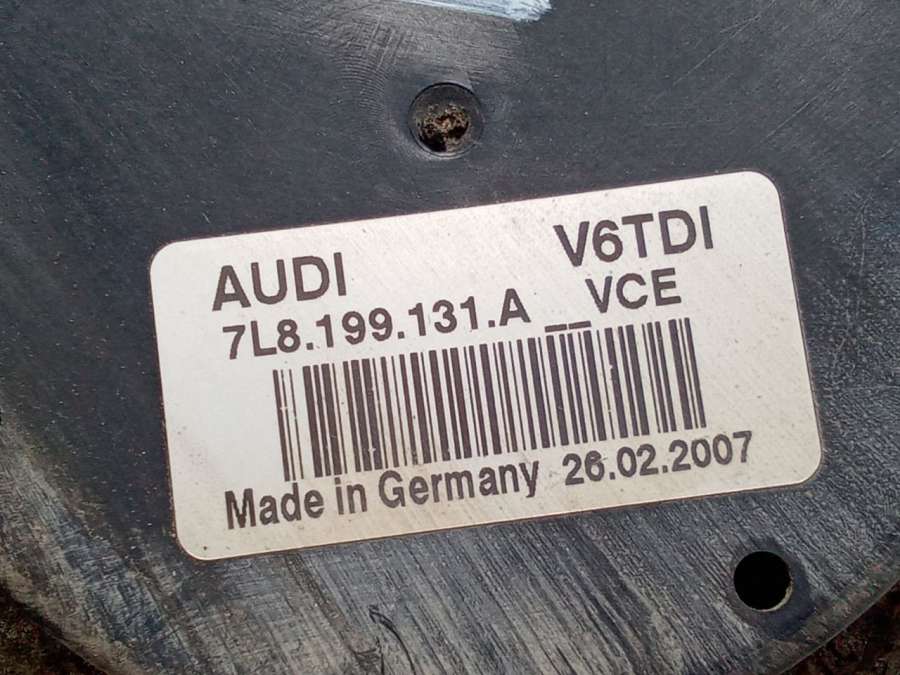 AUDI V6TDI
7L8.199.131.A __VCE
Made in Germany 26.02.2007